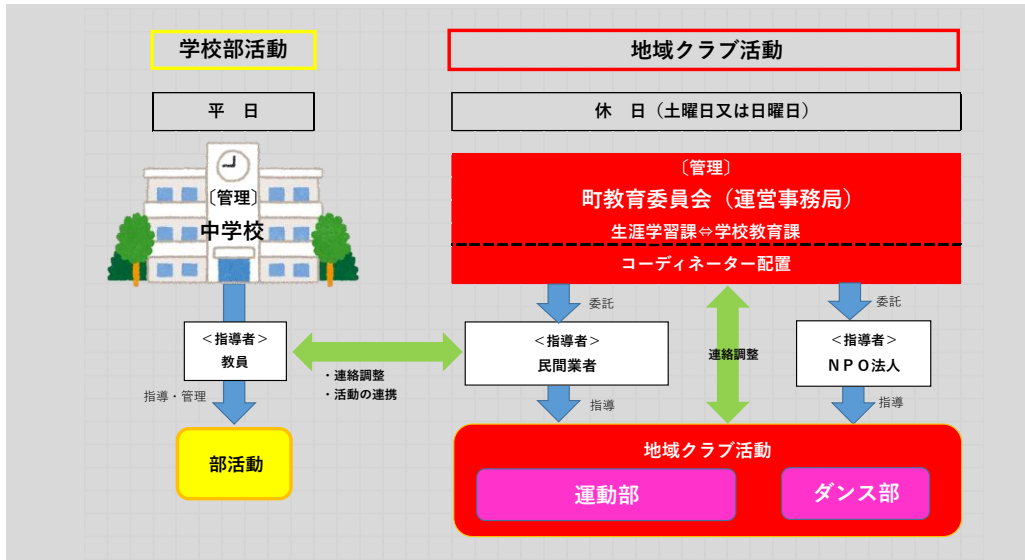 学校部活動
地域クラブ活動
平　日
休　日（土曜日又は日曜日）
〔管理〕
中学校
〔管理〕
町教育委員会（運営事務局）
生涯学習課⇔学校教育課
コーディネーター配置
委託
委託
＜指導者＞
教員
・連絡調整
・活動の連携
＜指導者＞
民間業者
連絡調整
＜指導者＞
ＮＰＯ法人
指導・管理
指導
指導
部活動
地域クラブ活動
運動部
ダンス部